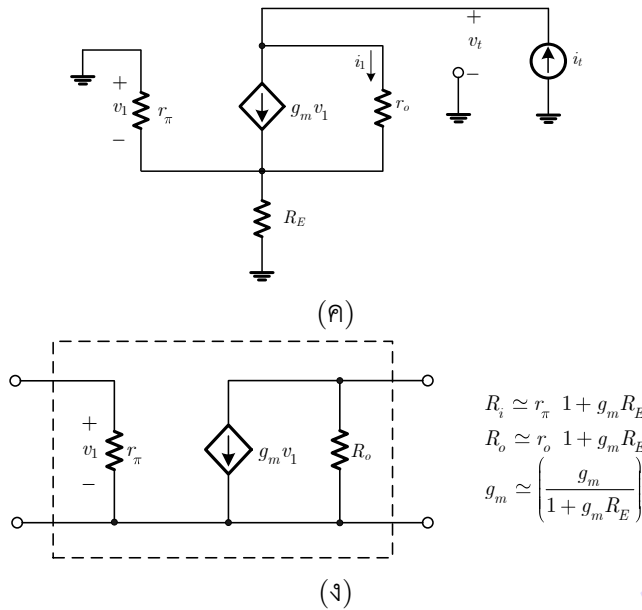 +
v_t
−
i_t
i_1
+
v_1
−
r_π
g_m v_1
r_o
R_E
(ค)
+
v_1
−
r_π
g_m v_1
R_o
R_i ≃ r_π 1 + g_m R_E
R_o ≃ r_o 1 + g_m R_E
g_m ≃ (g_m / 1 + g_m R_E)
(ง)